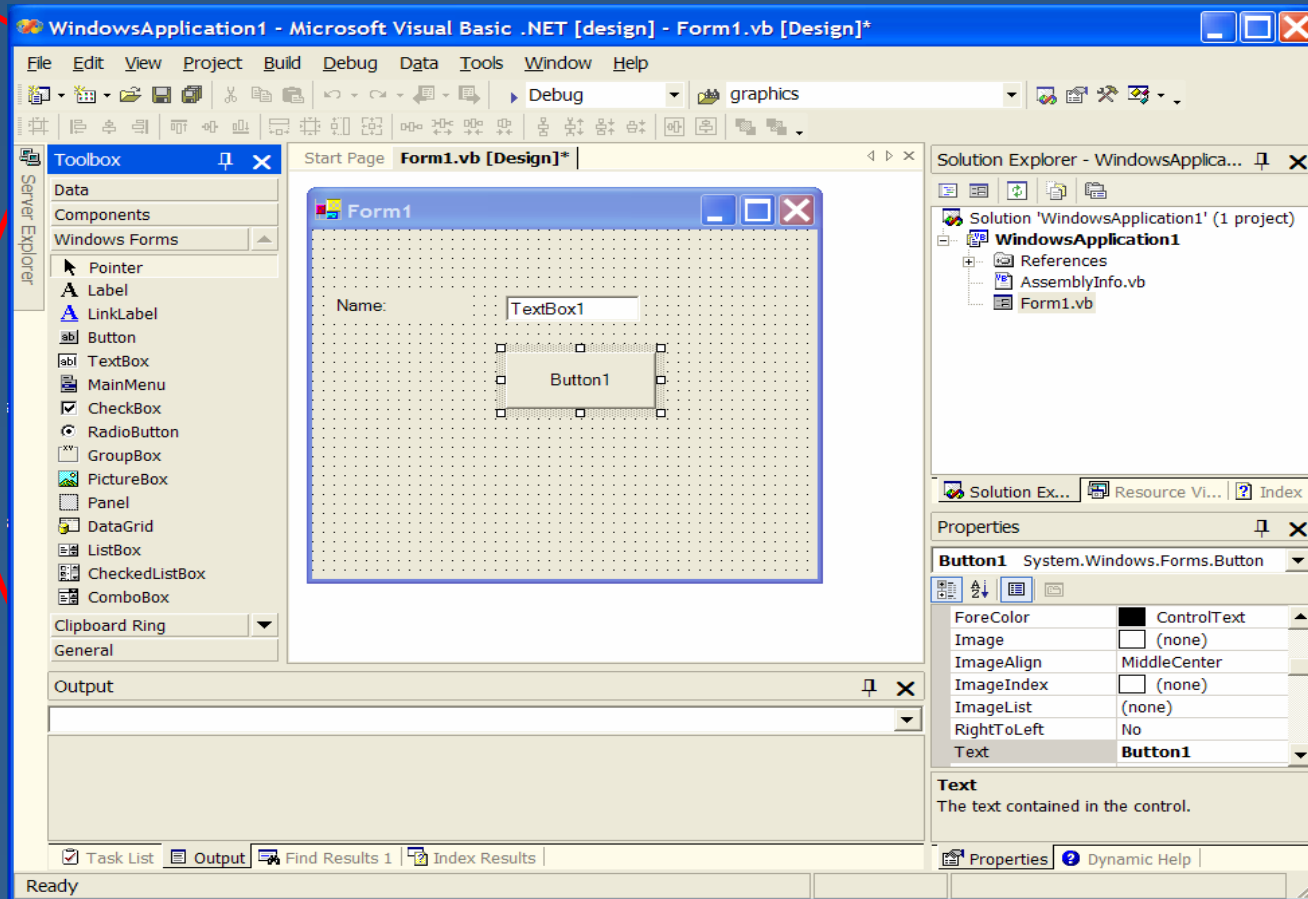 WindowsApplication1 - Microsoft Visual Basic .NET [design] - Form1.vb [Design]*
File Edit View Project Build Debug Data Tools Window Help
Debug graphics
Server Explorer
Toolbox
Data
Components
Windows Forms
Pointer
Label
LinkLabel
Button
TextBox
MainMenu
CheckBox
RadioButton
GroupBox
PictureBox
Panel
DataGrid
ListBox
CheckedListBox
ComboBox
Clipboard Ring
General
Start Page Form1.vb [Design]*
Form1
Name: TextBox1
Button1
Solution Explorer - WindowsApplica...
Solution 'WindowsApplication1' (1 project)
WindowsApplication1
References
AssemblyInfo.vb
Form1.vb
Solution Ex... Resource Vi... Index
Properties
Button1 System.Windows.Forms.Button
ForeColor ControlText
Image (none)
ImageAlign MiddleCenter
ImageIndex (none)
ImageList (none)
RightToLeft No
Text Button1
Text
The text contained in the control.
Properties Dynamic Help
Output
Task List Output Find Results 1 Index Results
Ready